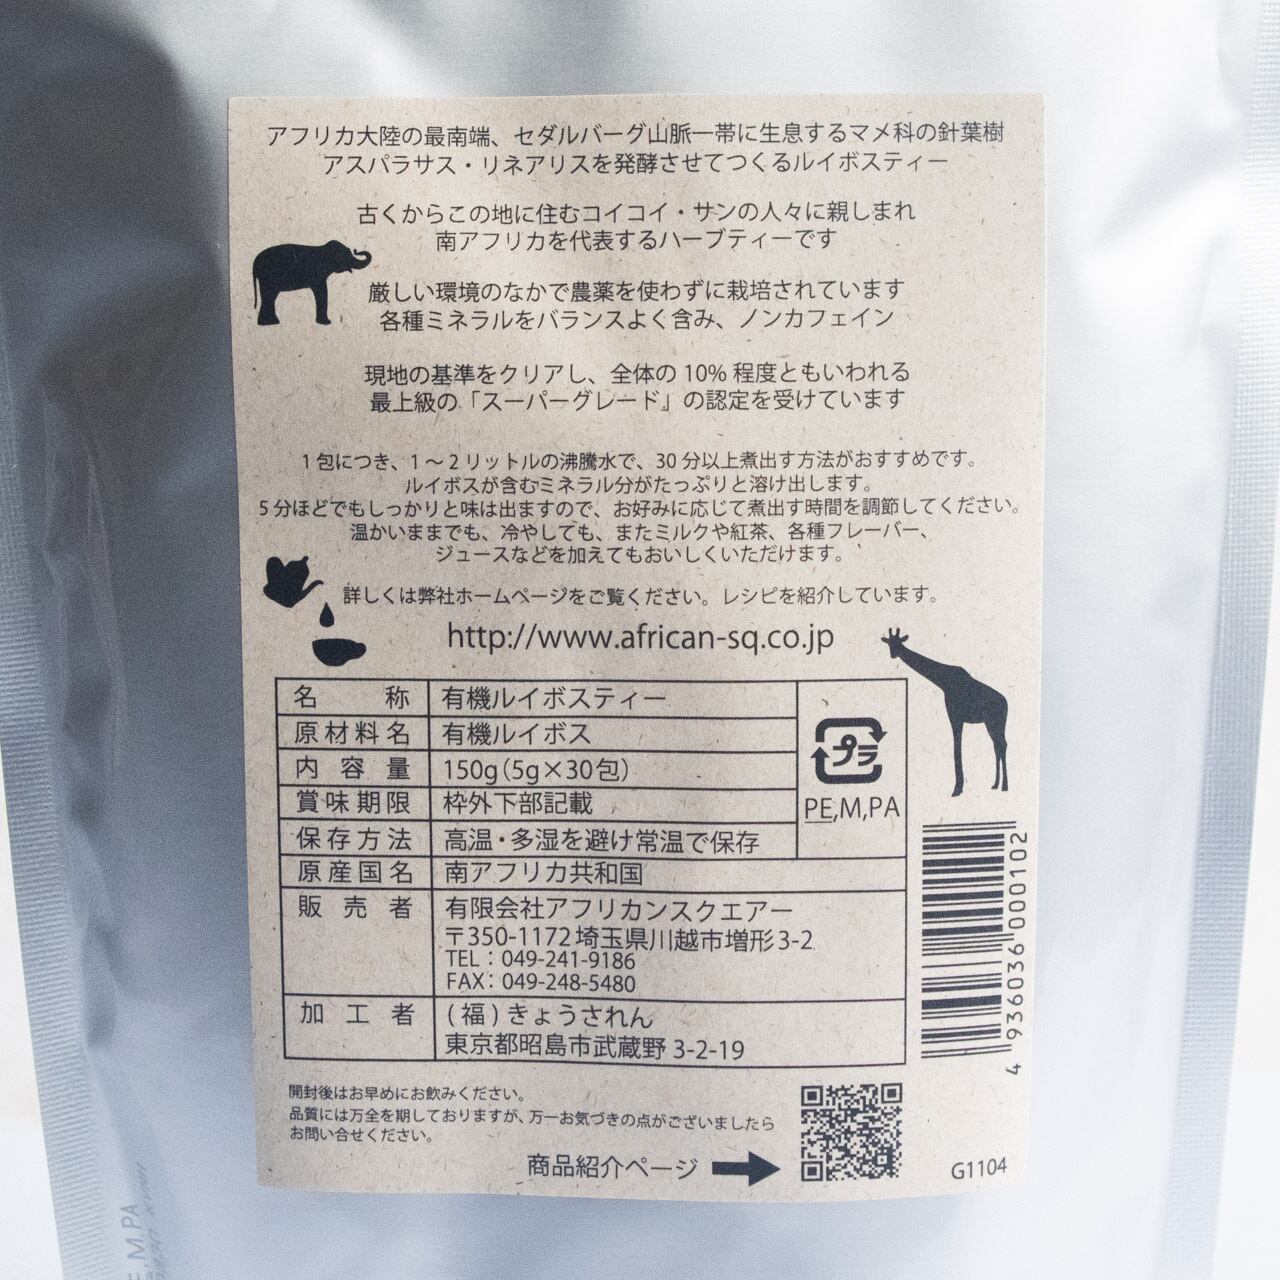 アフリカ大陸の最南端、セダルバーグ山脈一帯に生息するマメ科の針葉樹
アスパラサス・リネアリスを発酵させてつくるルイボスティー
古くからこの地に住むコイコイ・サンの人々に親しまれ
南アフリカを代表するハーブティーです
厳しい環境のなかで農薬を使わずに栽培されています
各種ミネラルをバランスよく含み、ノンカフェイン
現地の基準をクリアし、全体の 10% 程度ともいわれる
最上級の「スーパーグレード」の認定を受けています
1包につき、1〜2リットルの沸騰水で、30分以上煮出す方法がおすすめです。
ルイボスが含むミネラル分がたっぷりと溶け出します。
5分ほどでもしっかりと味は出ますので、お好みに応じて煮出す時間を調節してください。
温かいままでも、冷やしても、またミルクや紅茶、各種フレーバー、
ジュースなどを加えてもおいしくいただけます。
詳しくは弊社ホームページをご覧ください。レシピを紹介しています。
http://www.african-sq.co.jp
名称 有機ルイボスティー
原材料名 有機ルイボス
内容量 150g(5g×30包)
賞味期限 枠外下部記載
保存方法 高温・多湿を避け常温で保存
プラ
PE,M,PA
原産国名 南アフリカ共和国
販売者 有限会社アフリカンスクエアー
〒350-1172埼玉県川越市増形3-2
TEL：049-241-9186
FAX：049-248-5480
加工者 (福)きょうされん
東京都昭島市武蔵野 3-2-19
4 936036 000102
開封後はお早めにお飲みください。
品質には万全を期しておりますが、万一お気づきの点がございましたら
お問い合せください。
商品紹介ページ
G1104